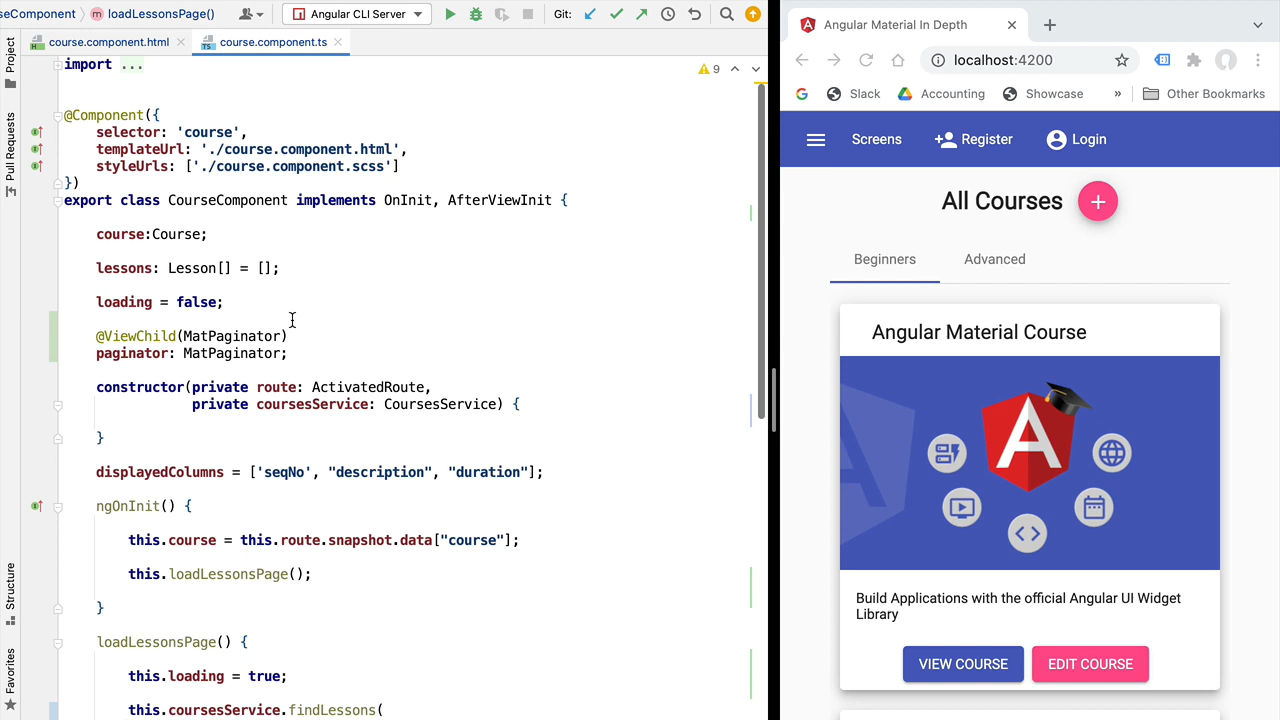 seComponent
loadLessonsPage()
Angular CLI Server
Git:
course.component.html
course.component.ts
Project
Pull Requests
Structure
Favorites
9
import ...
@Component({
selector: 'course',
templateUrl: './course.component.html',
styleUrls: ['./course.component.scss']
})
export class CourseComponent implements OnInit, AfterViewInit {
course:Course;
lessons: Lesson[] = [];
loading = false;
@ViewChild(MatPaginator)
paginator: MatPaginator;
constructor(private route: ActivatedRoute,
private coursesService: CoursesService) {
}
displayedColumns = ['seqNo', "description", "duration"];
ngOnInit() {
this.course = this.route.snapshot.data["course"];
this.loadLessonsPage();
}
loadLessonsPage() {
this.loading = true;
this.coursesService.findLessons(
Angular Material In Depth
localhost:4200
Slack
Accounting
Showcase
»
Other Bookmarks
Screens
Register
Login
All Courses
+
Beginners
Advanced
Angular Material Course
Build Applications with the official Angular UI Widget
Library
VIEW COURSE
EDIT COURSE